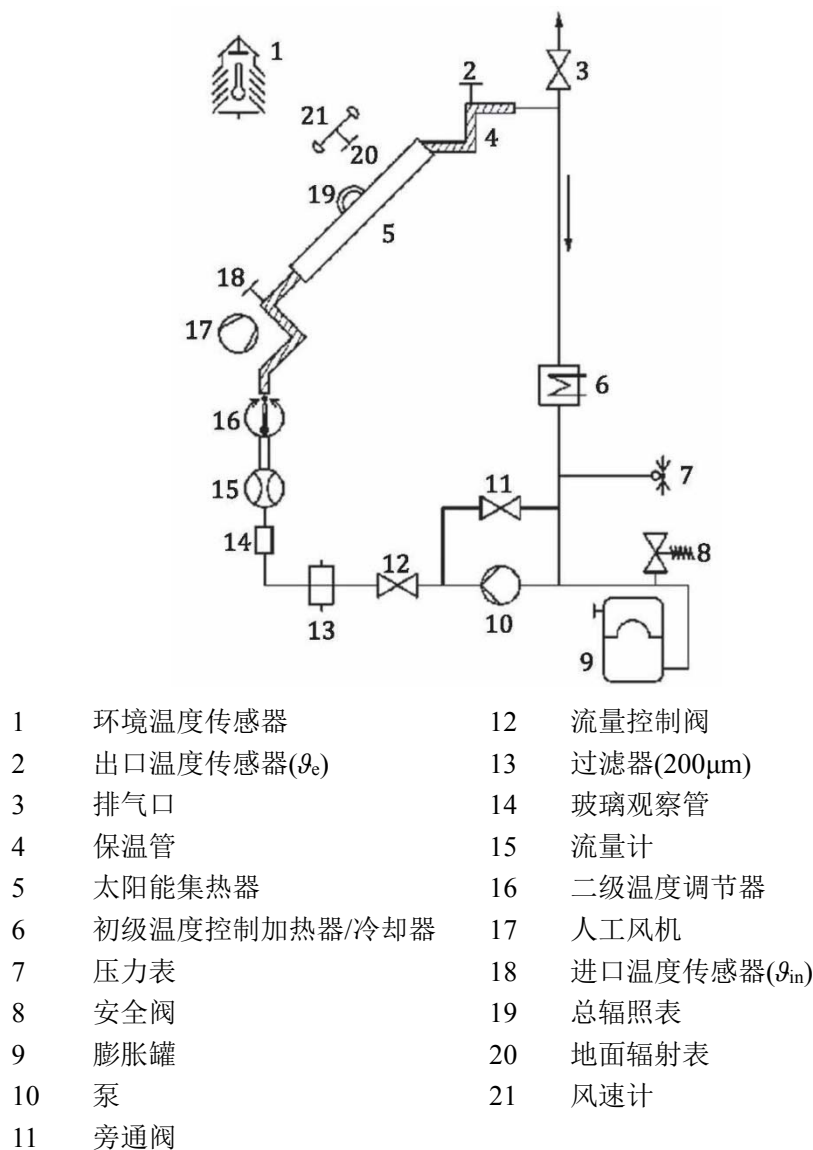 1
2
3
21
20
4
19
5
18
17
6
16
15
11
7
14
12
8
13
10
9
1 环境温度传感器 12 流量控制阀
2 出口温度传感器(ϑe) 13 过滤器(200μm)
3 排气口 14 玻璃观察管
4 保温管 15 流量计
5 太阳能集热器 16 二级温度调节器
6 初级温度控制加热器/冷却器 17 人工风机
7 压力表 18 进口温度传感器(ϑin)
8 安全阀 19 总辐照表
9 膨胀罐 20 地面辐射表
10 泵 21 风速计
11 旁通阀